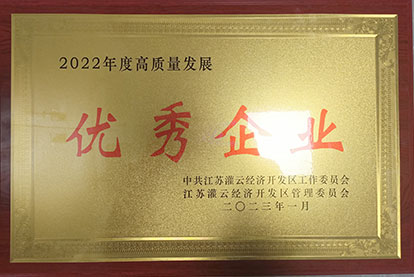 2022年度高质量发展
优秀企业
中共江苏灌云经济开发区工作委员会
江苏灌云经济开发区管理委员会
二〇二三年一月